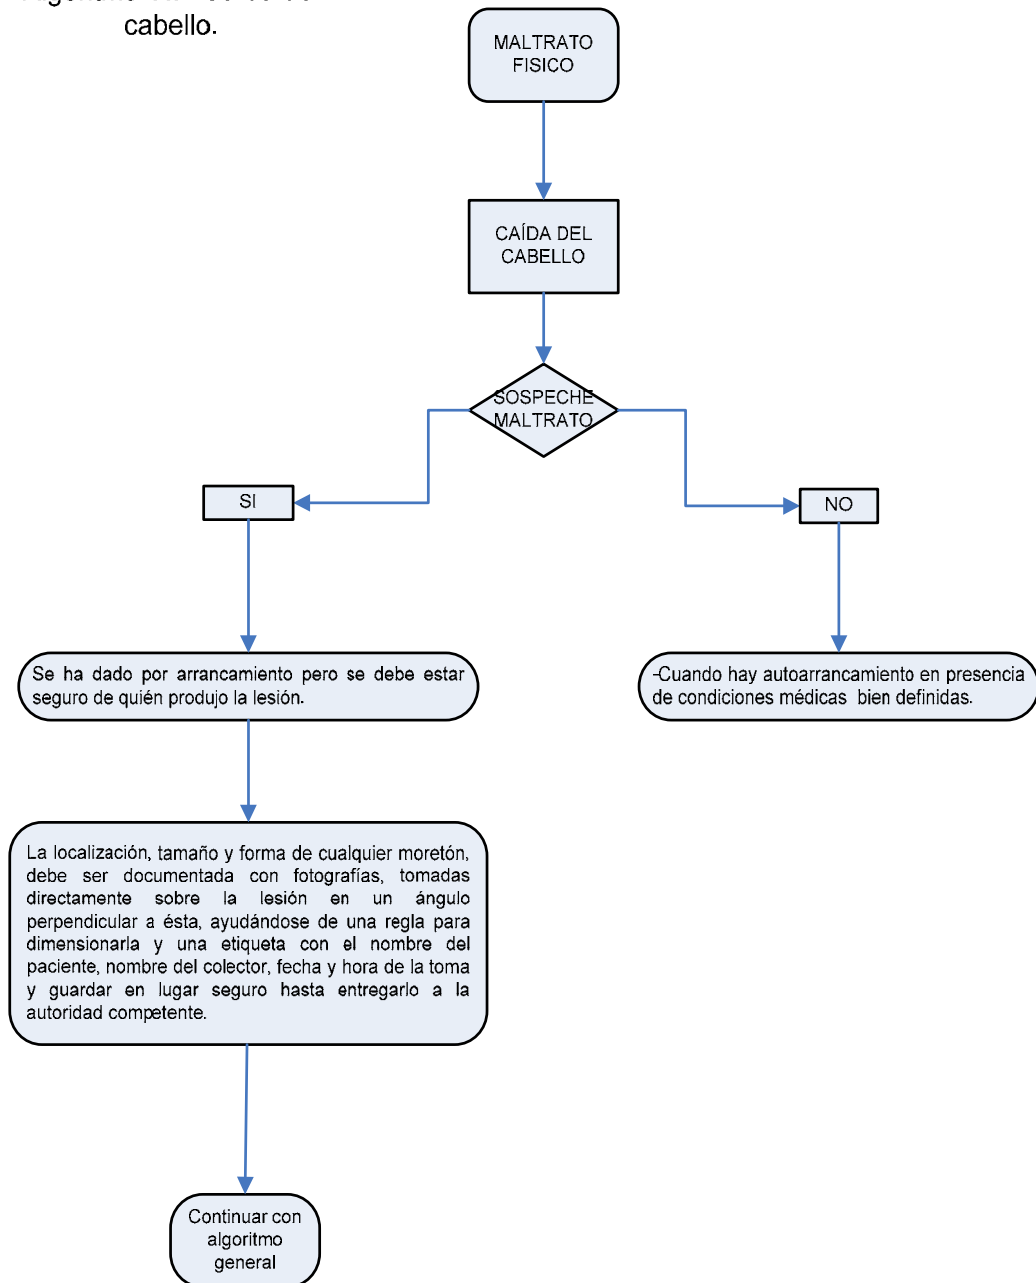 cabello.
MALTRATO
FISICO
CAÍDA DEL
CABELLO
SOSPECHE
MALTRATO
SI
NO
Se ha dado por arrancamiento pero se debe estar
seguro de quién produjo la lesión.
-Cuando hay autoarrancamiento en presencia
de condiciones médicas bien definidas.
La localización, tamaño y forma de cualquier moretón,
debe ser documentada con fotografías, tomadas
directamente sobre la lesión en un ángulo
perpendicular a ésta, ayudándose de una regla para
dimensionarla y una etiqueta con el nombre del
paciente, nombre del colector, fecha y hora de la toma
y guardar en lugar seguro hasta entregarlo a la
autoridad competente.
Continuar con
algoritmo
general